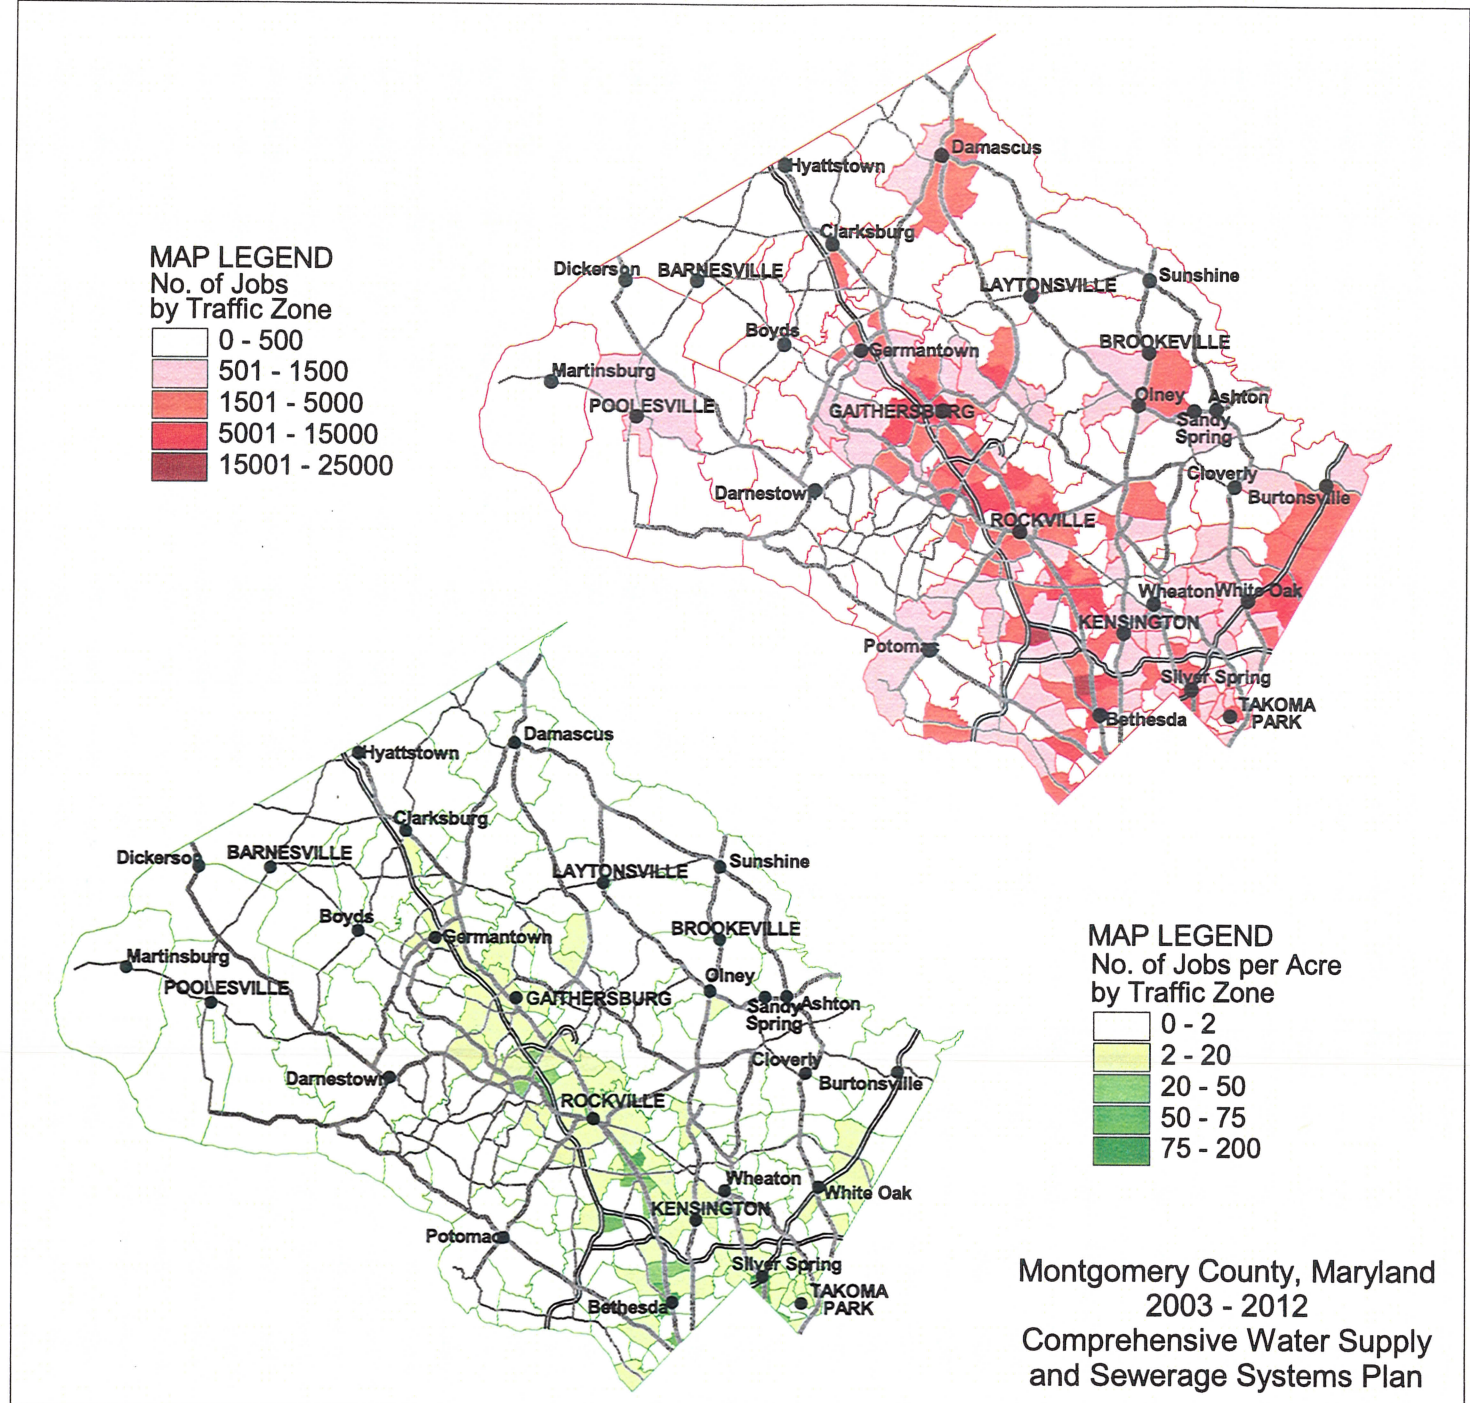 MAP LEGEND
No. of Jobs
by Traffic Zone
0 - 500
501 - 1500
1501 - 5000
5001 - 15000
15001 - 25000
Damascus
Hyattstown
Clarksburg
Dickerson
BARNESVILLE
LAYTONSVILLE
Sunshine
Boyds
Germantown
BROOKEVILLE
Martinsburg
POOLESVILLE
GAITHERSBURG
Olney
Ashton
Sandy
Spring
Darnestown
Cloverly
Burtonsville
ROCKVILLE
Wheaton
White Oak
KENSINGTON
Potomac
Silver Spring
TAKOMA
PARK
Bethesda
Damascus
Hyattstown
Clarksburg
Dickerson
BARNESVILLE
LAYTONSVILLE
Sunshine
Boyds
Germantown
BROOKEVILLE
Martinsburg
POOLESVILLE
GAITHERSBURG
Olney
Sandy
Spring
Ashton
Darnestown
Cloverly
Burtonsville
ROCKVILLE
Wheaton
White Oak
KENSINGTON
Potomac
Silver Spring
TAKOMA
PARK
Bethesda
MAP LEGEND
No. of Jobs per Acre
by Traffic Zone
0 - 2
2 - 20
20 - 50
50 - 75
75 - 200
Montgomery County, Maryland
2003 - 2012
Comprehensive Water Supply
and Sewerage Systems Plan